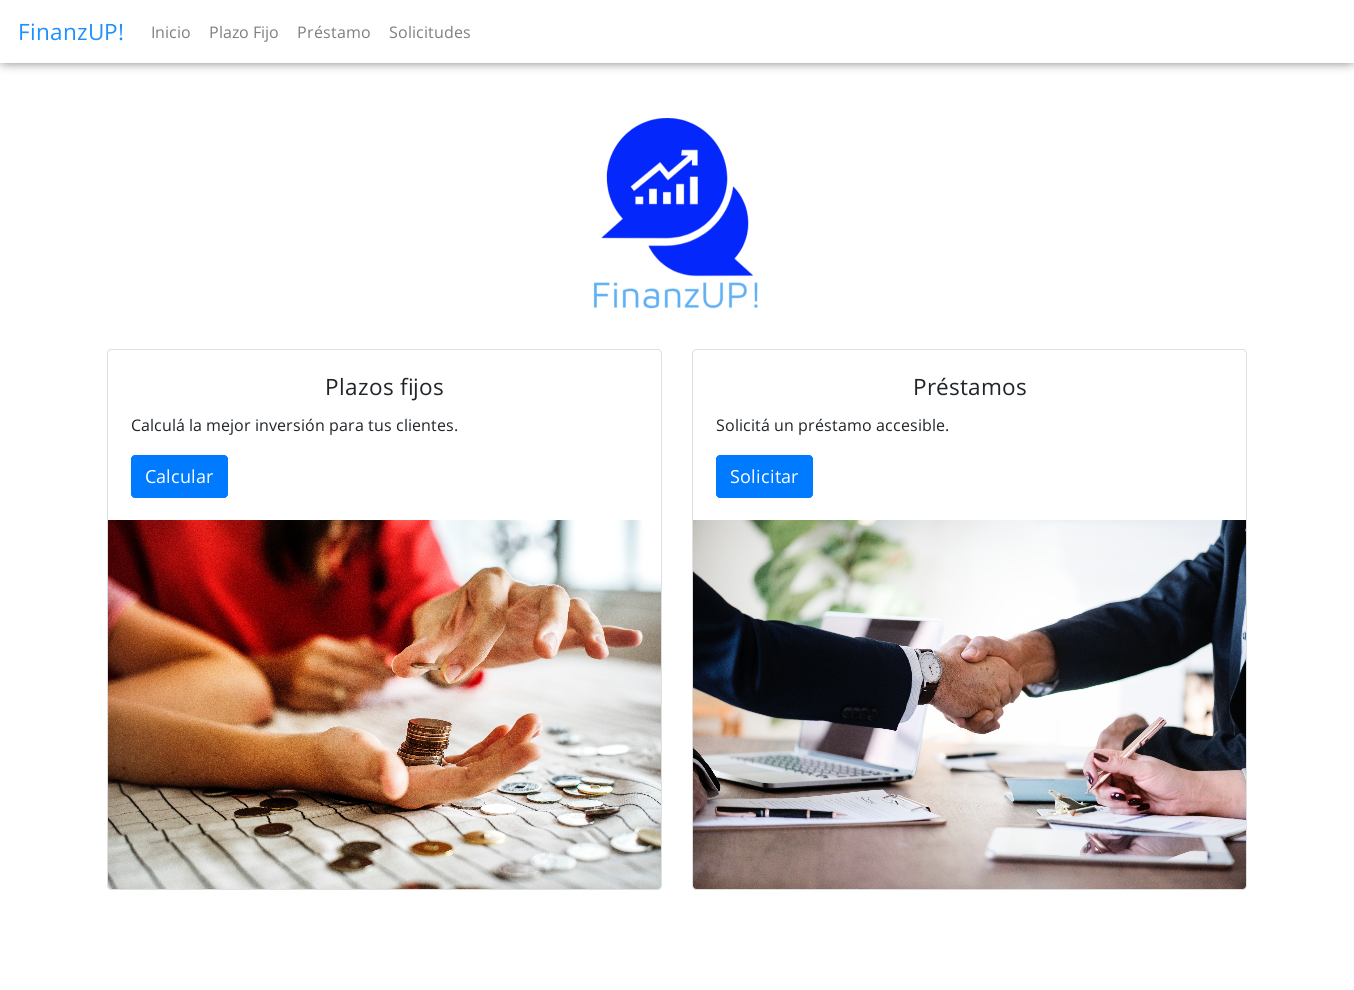 FinanzUP! Inicio Plazo Fijo Préstamo Solicitudes
FinanzUP!
Plazos fijos
Calculá la mejor inversión para tus clientes.
Calcular
Préstamos
Solicitá un préstamo accesible.
Solicitar